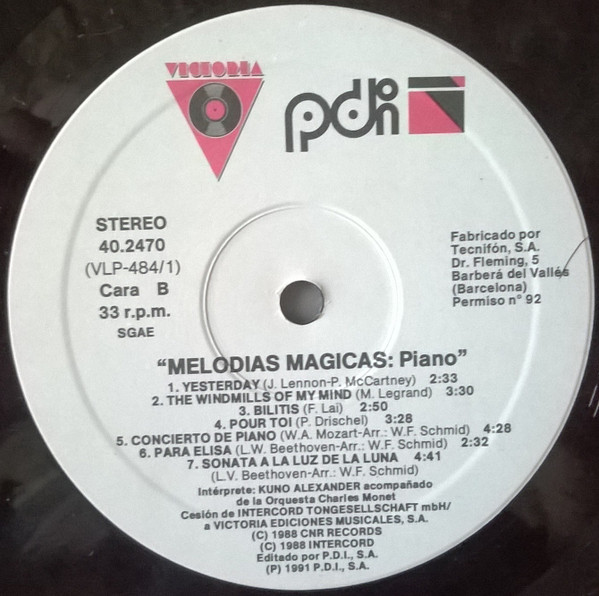 VICTORIA
pdi
STEREO
40.2470
(VLP-484/1)
Cara B
33 r.p.m.
SGAE
Fabricado por
Tecnifón, S.A.
Dr. Fleming, 5
Barberá del Vallés
(Barcelona)
Permiso n° 92
“MELODIAS MAGICAS: Piano”
1. YESTERDAY (J. Lennon-P. McCartney) 2:33
2. THE WINDMILLS OF MY MIND (M. Legrand) 3:30
3. BILITIS (F. Lai) 2:50
4. POUR TOI (P. Drischel) 3:28
5. CONCIERTO DE PIANO (W.A. Mozart-Arr.: W.F. Schmid) 4:28
6. PARA ELISA (L.W. Beethoven-Arr.: W.F. Schmid) 2:32
7. SONATA A LA LUZ DE LA LUNA 4:41
(L.V. Beethoven-Arr.: W.F. Schmid)
Intérprete: KUNO ALEXANDER acompañado
de la Orquesta Charles Monet
Cesión de INTERCORD TONGESELLSCHAFT mbH/
a VICTORIA EDICIONES MUSICALES, S.A.
(C) 1988 CNR RECORDS
(C) 1988 INTERCORD
Editado por P.D.I., S.A.
(P) 1991 P.D.I., S.A.